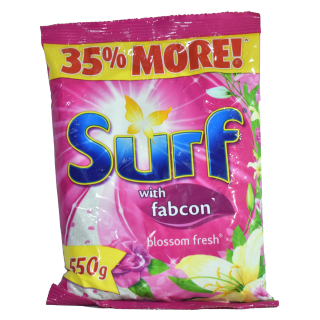 35% MORE!*
Surf
with
fabcon
blossom fresh*
550g